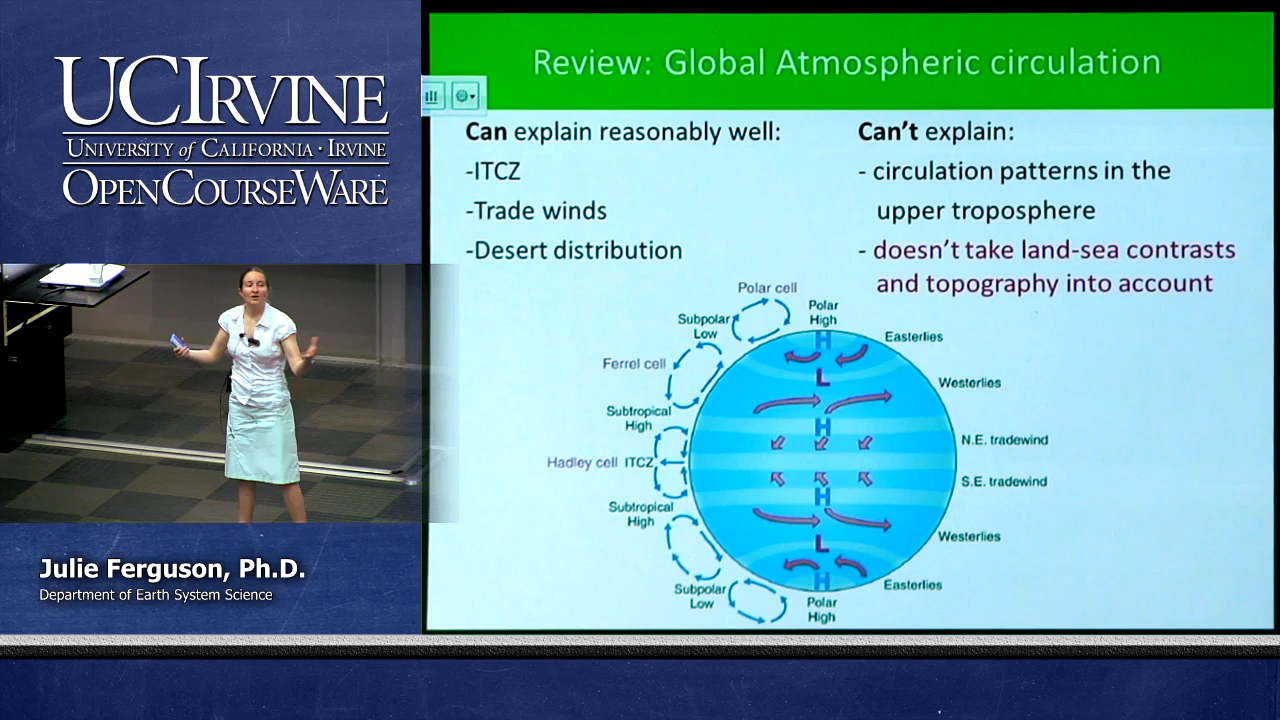 UCIRVINE
UNIVERSITY of CALIFORNIA · IRVINE
OPENCOURSEWARE
Julie Ferguson, Ph.D.
Department of Earth System Science
Review: Global Atmospheric circulation
Can explain reasonably well:
-ITCZ
-Trade winds
-Desert distribution
Can't explain:
- circulation patterns in the
upper troposphere
- doesn't take land-sea contrasts
and topography into account
Polar cell
Polar
High
H
Subpolar
Low
Easterlies
L
Ferrel cell
Westerlies
Subtropical
High
H
N.E. tradewind
Hadley cell ITCZ
S.E. tradewind
H
Subtropical
High
Westerlies
L
Subpolar
Low
H
Easterlies
Polar
High